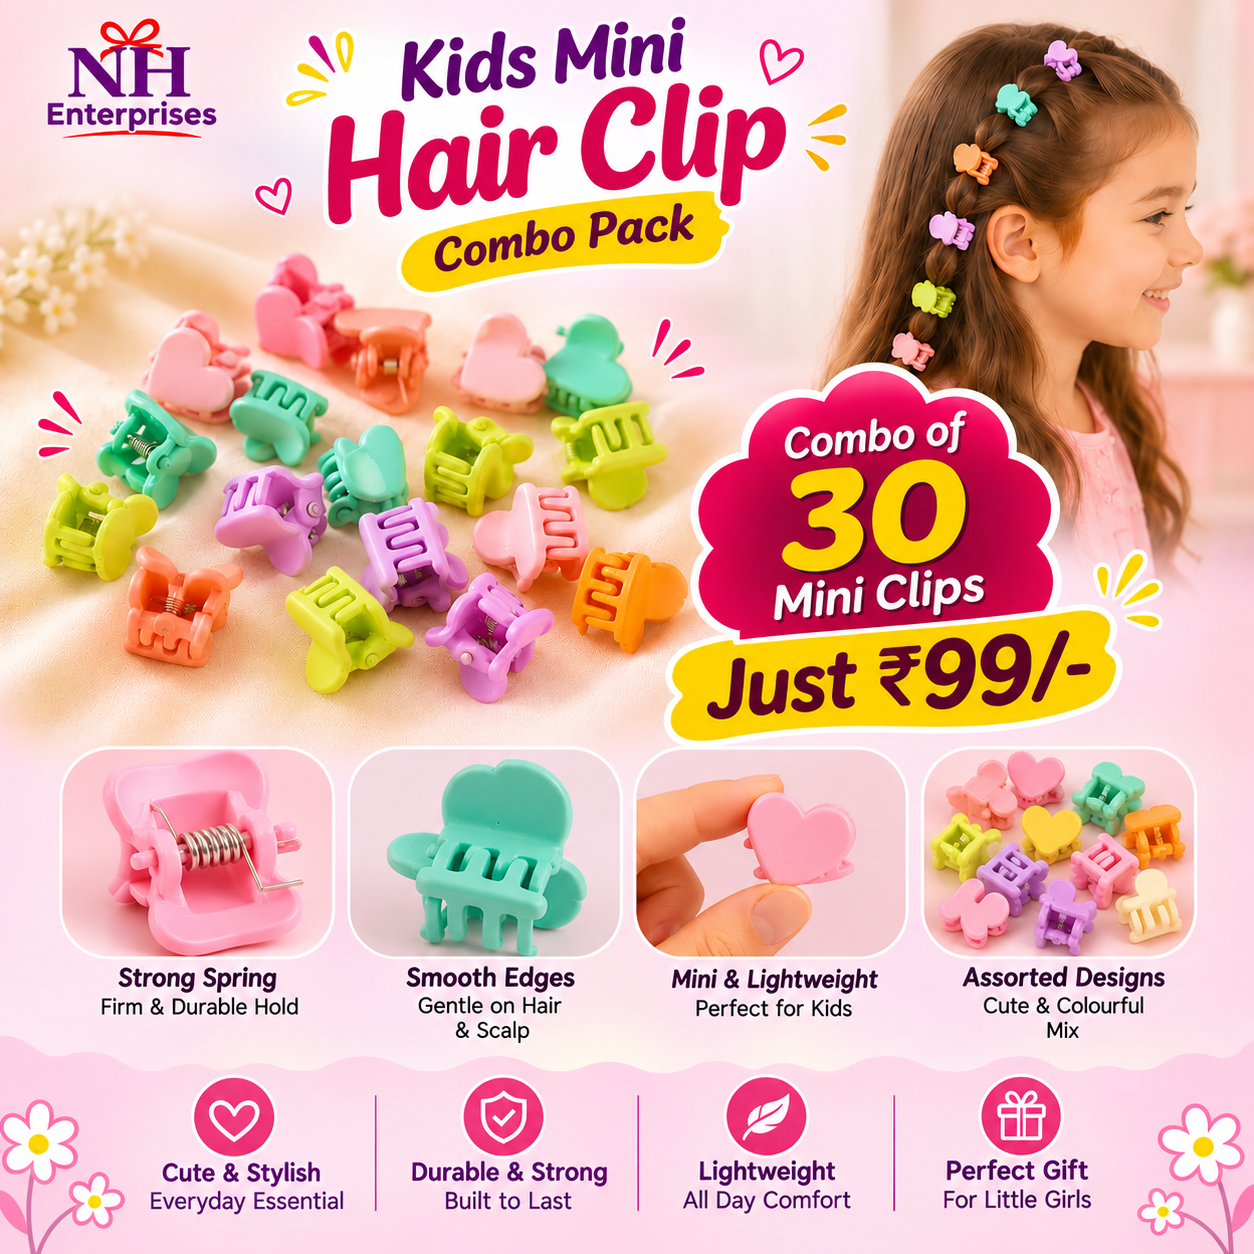 NH
Enterprises
Kids Mini
Hair Clip
Combo Pack
Combo of
30
Mini Clips
Just ₹99/-
Strong Spring
Firm & Durable Hold
Smooth Edges
Gentle on Hair
& Scalp
Mini & Lightweight
Perfect for Kids
Assorted Designs
Cute & Colourful
Mix
Cute & Stylish
Everyday Essential
Durable & Strong
Built to Last
Lightweight
All Day Comfort
Perfect Gift
For Little Girls